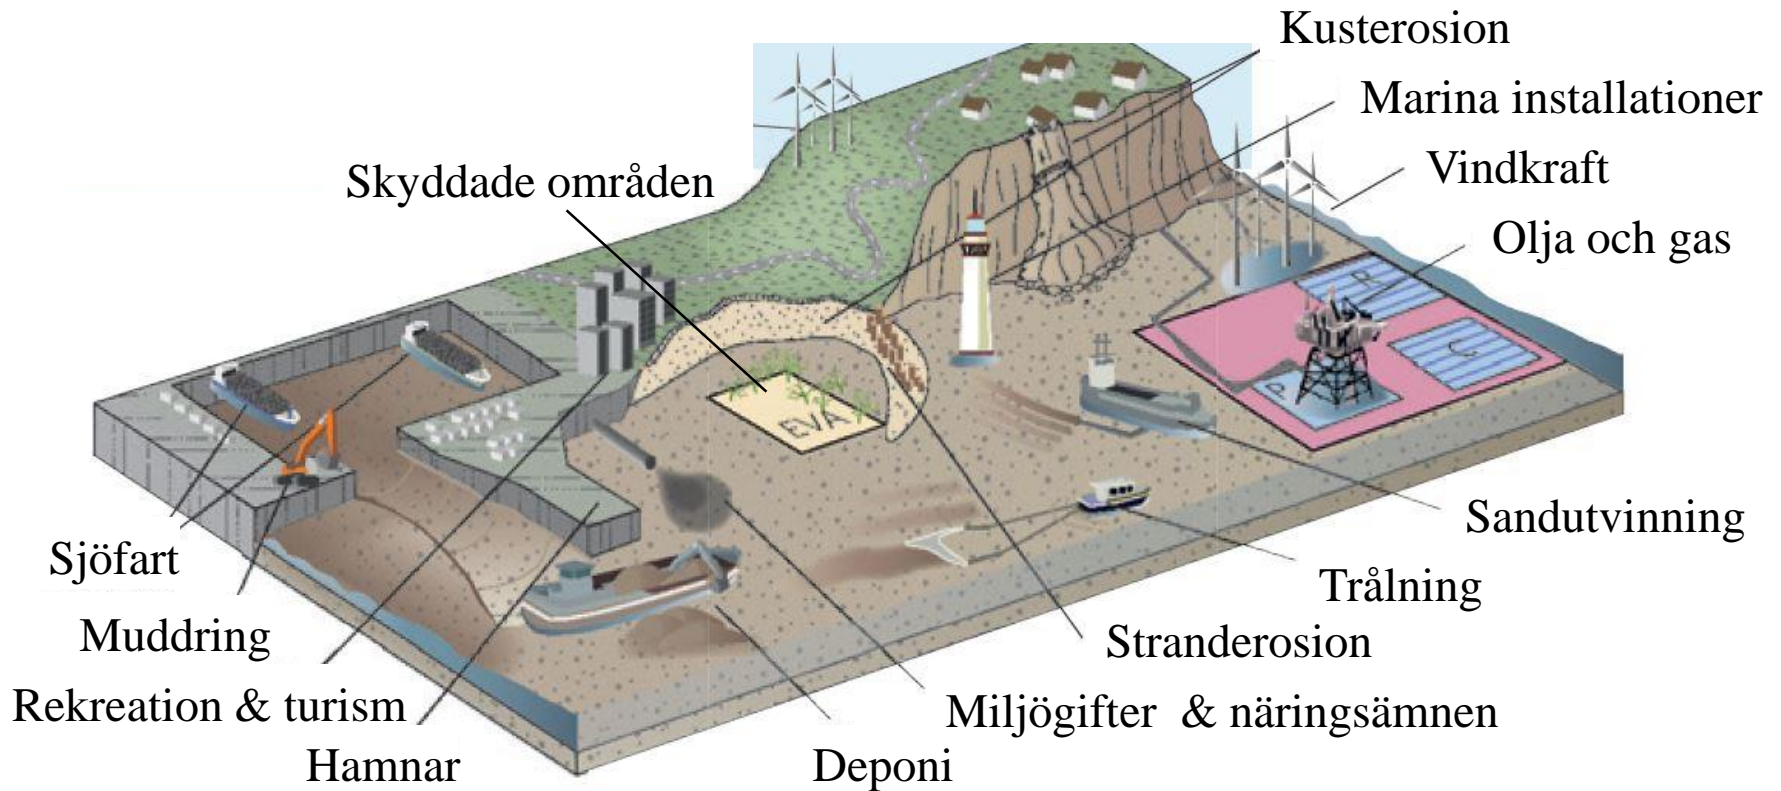 Kusterosion
Marina installationer
Vindkraft
Skyddade områden
Olja och gas
R
C
P
EVA
Sandutvinning
Sjöfart
Trålning
Muddring
Stranderosion
Rekreation & turism
Miljögifter & näringsämnen
Hamnar
Deponi